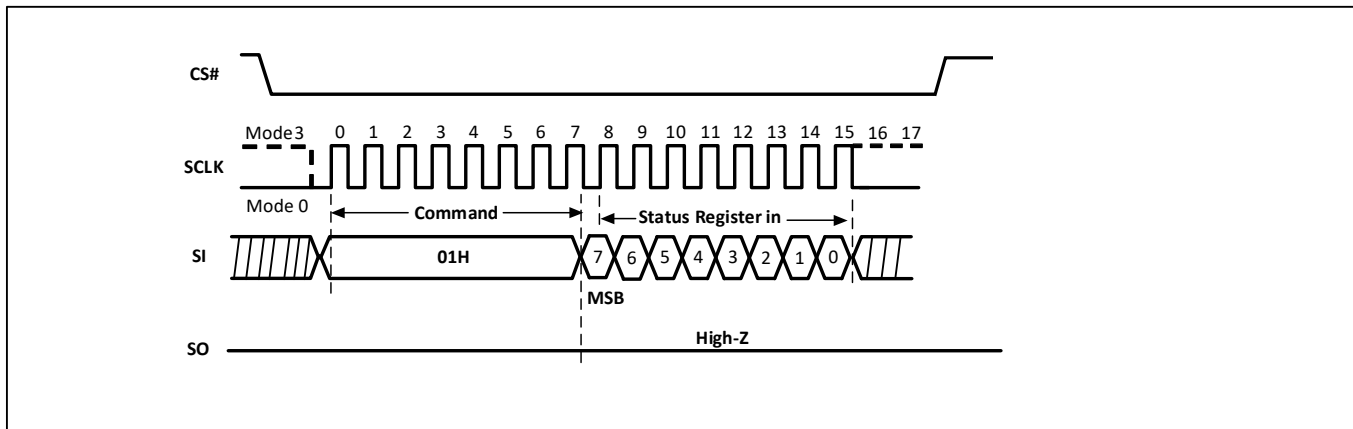 CS#
Mode3 0 1 2 3 4 5 6 7 8 9 10 11 12 13 14 15 16 17
SCLK
Mode 0
Command
Status Register in
SI
01H
7 6 5 4 3 2 1 0
MSB
High-Z
SO